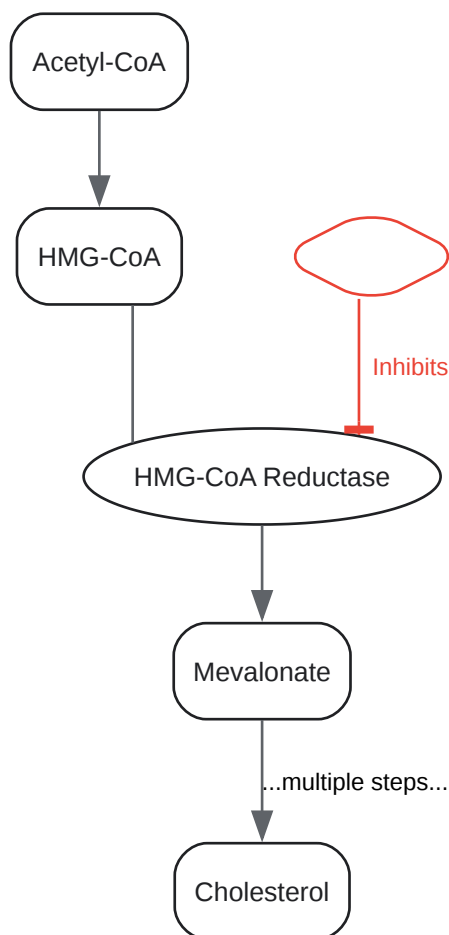 Acetyl-CoA
HMG-CoA
Inhibits
HMG-CoA Reductase
Mevalonate
...multiple steps...
Cholesterol